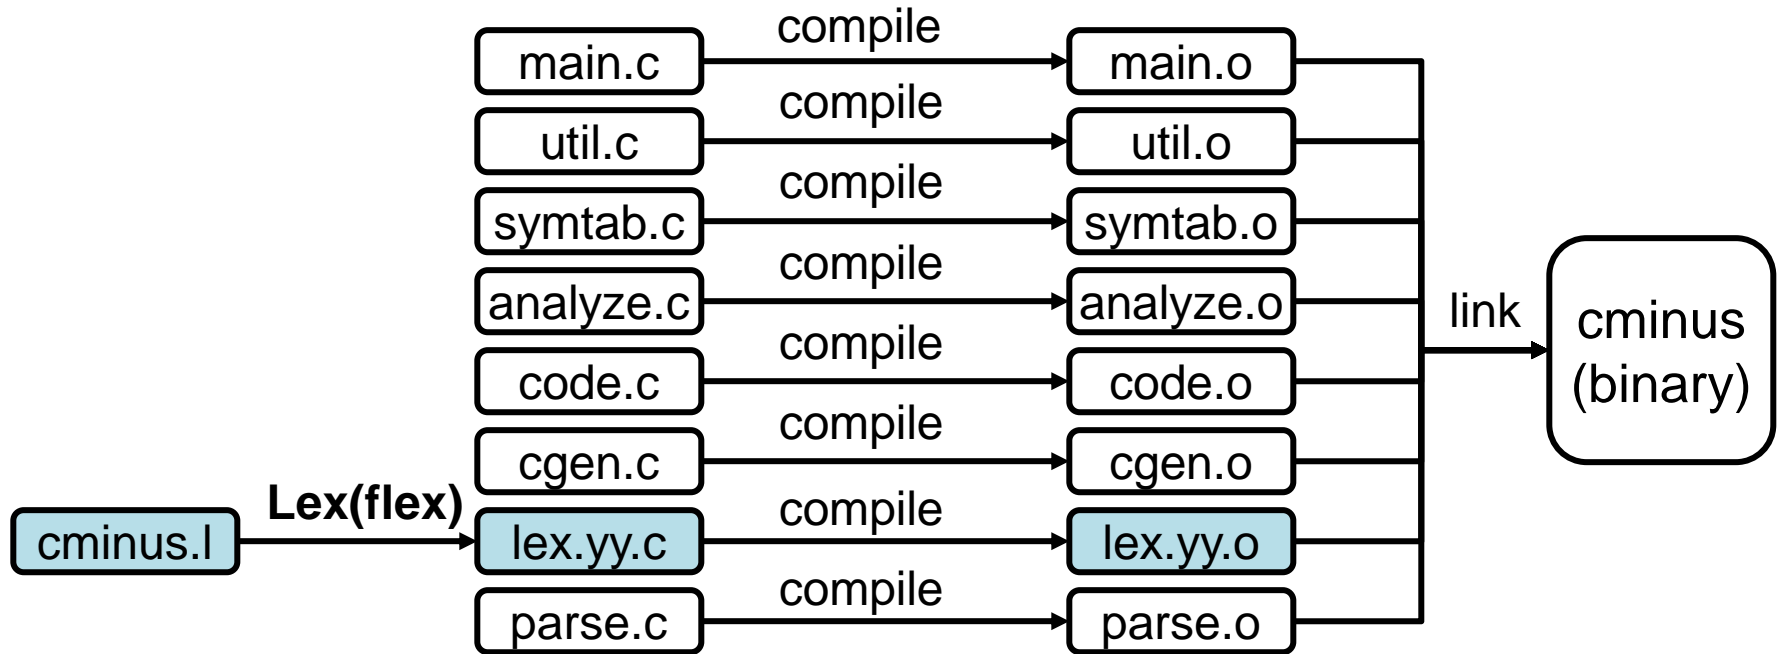 main.c compile main.o
util.c compile util.o
symtab.c compile symtab.o
analyze.c compile analyze.o
code.c compile code.o
cgen.c compile cgen.o
cminus.l Lex(flex) lex.yy.c compile lex.yy.o
parse.c compile parse.o
link
cminus
(binary)